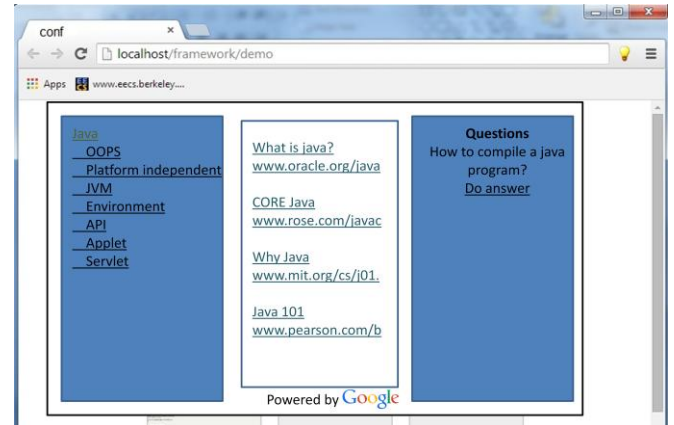 conf
localhost/framework/demo
Apps www.eecs.berkeley....
Java
OOPS
Platform independent
JVM
Environment
API
Applet
Servlet
What is java?
www.oracle.org/java
CORE Java
www.rose.com/javac
Why Java
www.mit.org/cs/j01.
Java 101
www.pearson.com/b
Questions
How to compile a java
program?
Do answer
Powered by Google